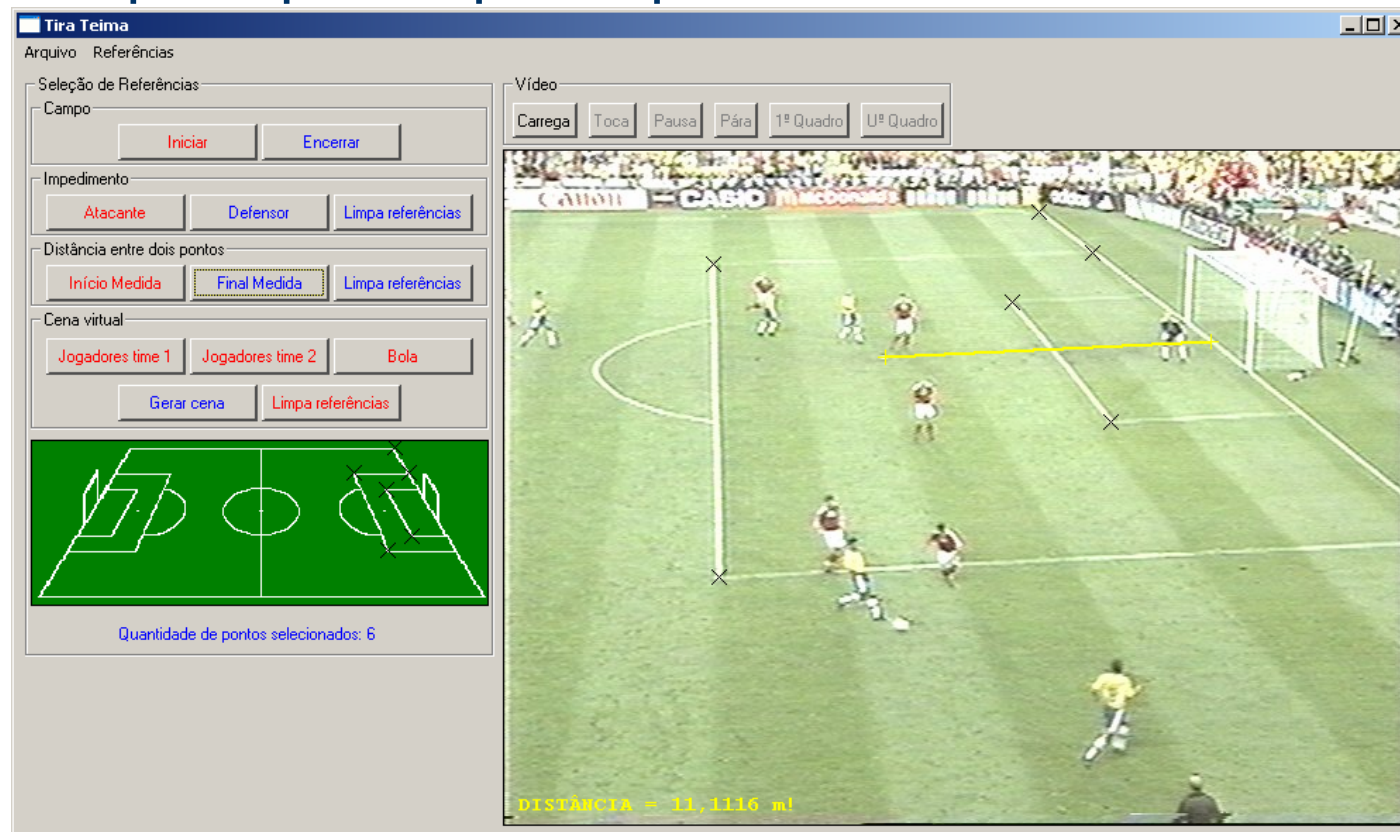 Tira Teima
Arquivo Referências
Seleção de Referências
Campo
Iniciar Encerrar
Impedimento
Atacante Defensor Limpa referências
Distância entre dois pontos
Início Medida Final Medida Limpa referências
Cena virtual
Jogadores time 1 Jogadores time 2 Bola
Gerar cena Limpa referências
Quantidade de pontos selecionados: 6
Vídeo
Carrega Toca Pausa Pára 1º Quadro Uº Quadro
Canon CASIO McDonald's
DISTÂNCIA = 11,1116 m!